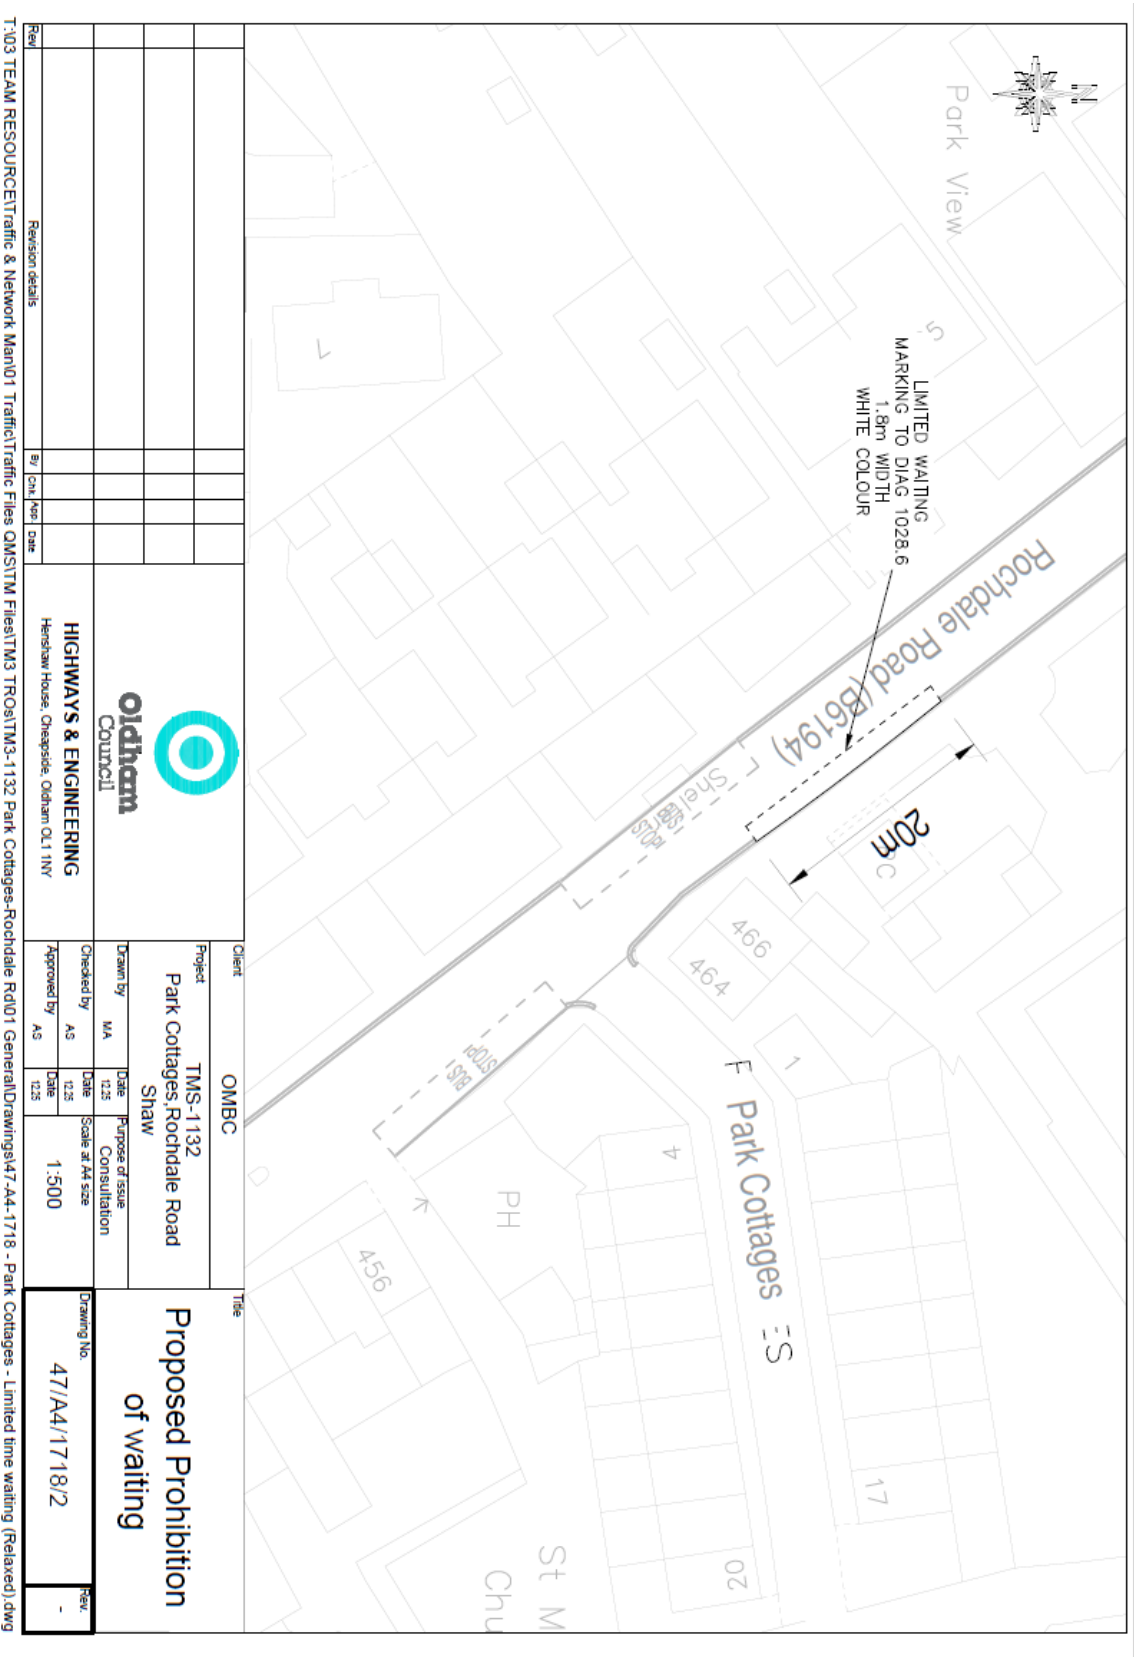 N
Park View
5
LIMITED WAITING
MARKING TO DIAG 1028.6
1.8m WIDTH
WHITE COLOUR
Rochdale Road (B6194)
20m
Shelter
BUS
STOP
466
464
1
F Park Cottages
ES
BUS
STOP
4
PH
456
17
20
St M
Chu
7
Rev
Revision details
By
Chk.
App.
Date
Oldham
Council
HIGHWAYS & ENGINEERING
Henshaw House, Cheapside, Oldham OL1 1NY
Client
OMBC
Project
TMS-1132
Park Cottages,Rochdale Road
Shaw
Drawn by
MA
Date
12.25
Purpose of issue
Consultation
Checked by
AS
Date
12.25
Scale at A4 size
1:500
Approved by
AS
Date
12.25
Title
Proposed Prohibition
of waiting
Drawing No.
47/A4/1718/2
Rev.
-
T:\03 TEAM RESOURCE\Traffic & Network Man\01 Traffic\Traffic Files QMS\TM Files\TM3 TROs\TM3-1132 Park Cottages-Rochdale Rd\01 General\Drawings\47-A4-1718 - Park Cottages - Limited time waiting (Relaxed).dwg